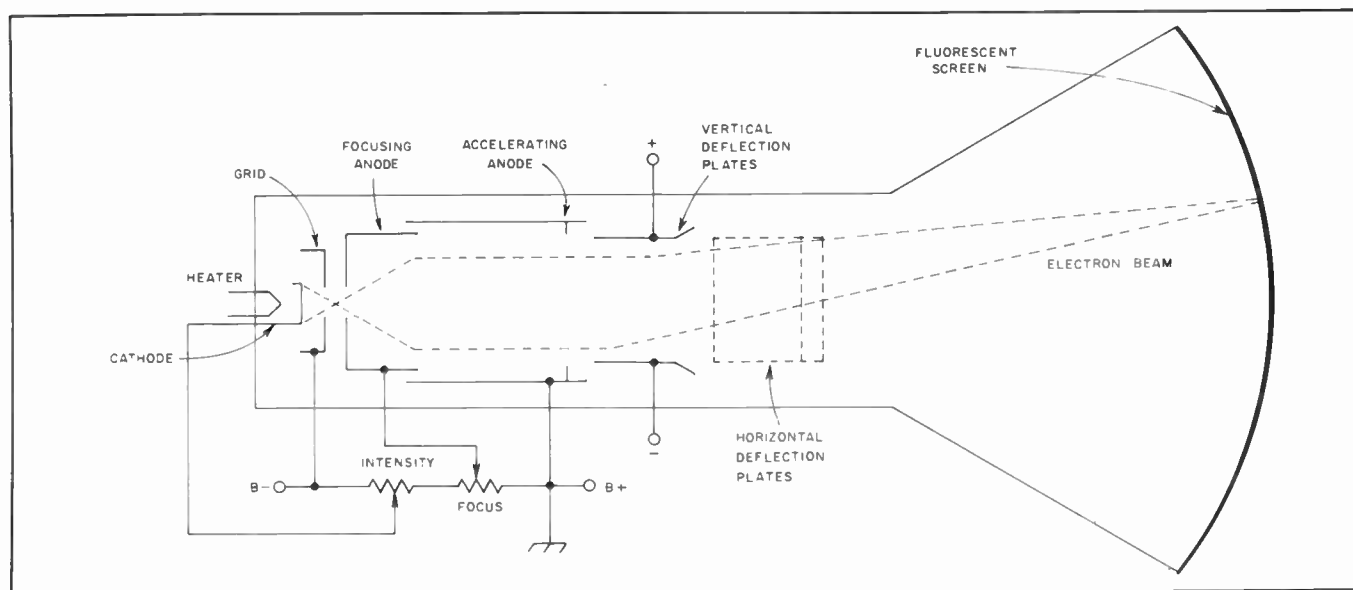 FLUORESCENT
SCREEN
VERTICAL
DEFLECTION
PLATES
+
ACCELERATING
ANODE
FOCUSING
ANODE
GRID
HEATER
ELECTRON BEAM
CATHODE
HORIZONTAL
DEFLECTION
PLATES
-
INTENSITY
B-
B+
FOCUS